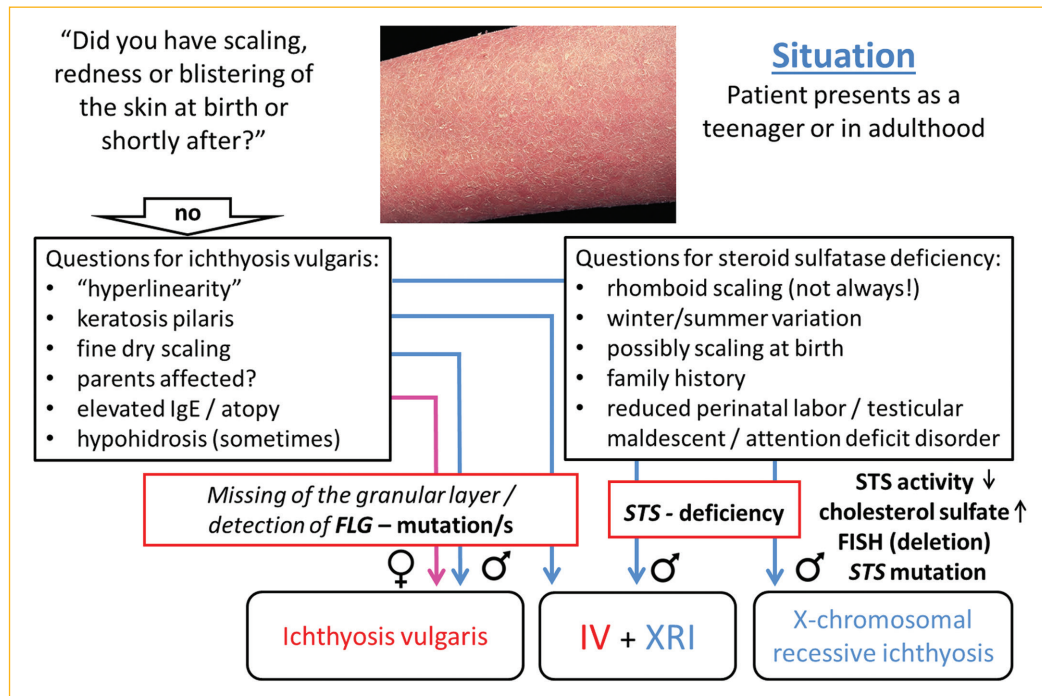 “Did you have scaling,
redness or blistering of
the skin at birth or
shortly after?”
Situation
Patient presents as a
teenager or in adulthood
no
Questions for ichthyosis vulgaris:
• “hyperlinearity”
• keratosis pilaris
• fine dry scaling
• parents affected?
• elevated IgE / atopy
• hypohidrosis (sometimes)
Questions for steroid sulfatase deficiency:
• rhomboid scaling (not always!)
• winter/summer variation
• possibly scaling at birth
• family history
• reduced perinatal labor / testicular
maldescent / attention deficit disorder
Missing of the granular layer /
detection of FLG – mutation/s
STS - deficiency
STS activity ↓
cholesterol sulfate ↑
FISH (deletion)
STS mutation
♀ ♂ ♂ ♂
Ichthyosis vulgaris
IV + XRI
X-chromosomal
recessive ichthyosis